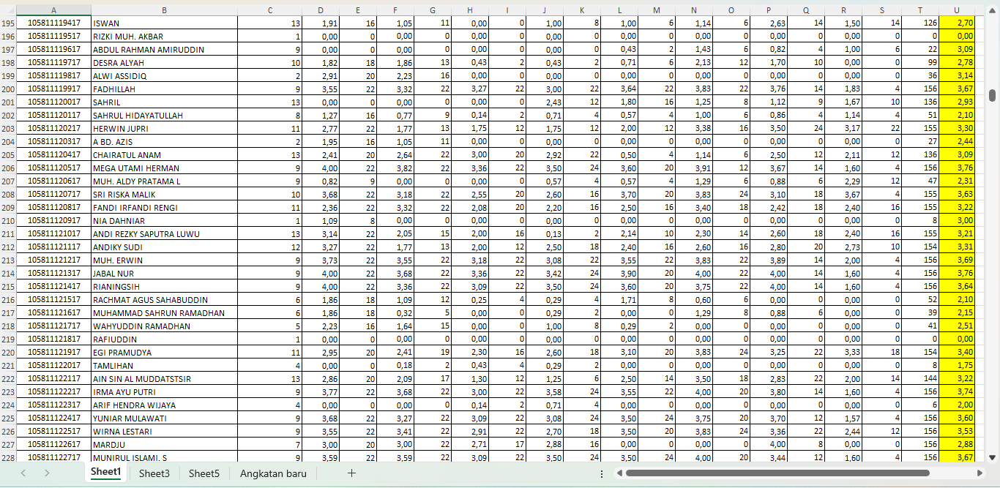 A B C D E F G H I J K L M N O P Q R S T U
195 105811119417 ISWAN 13 1,91 16 1,05 11 0,00 0 1,00 8 1,00 6 1,14 6 2,63 14 1,50 14 126 2,70
196 105811119517 RIZKI MUH. AKBAR 1 0,00 0 0,00 0 0,00 0 0,00 0 0,00 0 0,00 0 0,00 0 0,00 0 0 0,00
197 105811119617 ABDUL RAHMAN AMIRUDDIN 9 0,00 0 0,00 0 0,00 0 0,00 0 0,43 2 1,43 6 0,82 4 1,00 6 22 3,09
198 105811119717 DESRA ALYAH 10 1,82 18 1,86 13 0,43 2 0,43 2 0,71 6 2,13 12 1,70 10 0,00 0 99 2,78
199 105811119817 ALWI ASSIDIQ 2 2,91 20 2,23 16 0,00 0 0,00 0 0,00 0 0,00 0 0,00 0 0,00 0 36 3,14
200 105811119917 FADHILLAH 9 3,55 22 3,32 22 3,27 22 3,00 22 3,64 22 3,83 22 3,76 14 1,83 4 156 3,67
201 105811120017 SAHRIL 13 0,00 0 0,00 0 0,00 0 2,43 12 1,80 16 1,25 8 1,12 9 1,67 10 136 2,93
202 105811120117 SAHRUL HIDAYATULLAH 8 1,27 16 0,77 9 0,14 2 0,71 4 0,57 4 1,00 6 0,86 4 1,14 4 51 2,10
203 105811120217 HERWIN JUPRI 11 2,77 22 1,77 13 1,75 12 1,75 12 2,00 12 3,38 16 3,50 24 3,17 22 155 3,30
204 105811120317 A BD. AZIS 2 1,95 16 1,05 11 0,00 0 0,00 0 0,00 0 0,00 0 0,00 0 0,00 0 27 2,44
205 105811120417 CHAIRATUL ANAM 13 2,41 20 2,64 22 3,00 20 2,92 22 0,50 4 1,14 6 2,50 12 2,11 12 136 3,09
206 105811120517 MEGA UTAMI HERMAN 9 4,00 22 3,82 22 3,36 22 3,50 24 3,60 20 3,91 12 3,67 14 1,60 4 156 3,76
207 105811120617 MUH. ALDY PRATAMA L 9 0,82 9 0,00 0 0,00 0 0,57 4 0,57 4 1,29 6 0,88 6 2,29 12 47 2,31
208 105811120717 SRI RISKA MALIK 10 3,68 22 3,18 22 2,55 20 2,60 16 3,70 20 3,83 24 3,10 18 3,67 4 155 3,63
209 105811120817 FANDI IRFANDI RENGI 11 2,36 22 3,32 22 2,08 20 2,20 16 2,50 16 3,40 18 2,42 18 2,40 16 155 3,22
210 105811120917 NIA DAHNIAR 1 1,09 8 0,00 0 0,00 0 0,00 0 0,00 0 0,00 0 0,00 0 0,00 0 8 3,00
211 105811121017 ANDI REZKY SAPUTRA LUWU 13 3,14 22 2,05 15 2,00 16 0,13 2 2,14 10 2,30 14 2,60 18 2,40 16 155 3,21
212 105811121117 ANDIKY SUDI 12 3,27 22 1,77 13 2,00 12 2,50 18 2,40 16 2,60 16 2,80 20 2,73 10 154 3,31
213 105811121217 MUH. ERWIN 9 3,73 22 3,55 22 3,18 22 3,08 22 3,55 22 3,83 22 3,89 14 2,00 4 156 3,69
214 105811121317 JABAL NUR 9 4,00 22 3,68 22 3,36 22 3,42 24 3,90 20 4,00 22 4,00 14 1,60 4 156 3,76
215 105811121417 RIANINGSIH 9 4,00 22 3,36 22 3,09 22 3,50 24 3,60 20 3,75 22 4,00 14 1,60 4 156 3,64
216 105811121517 RACHMAT AGUS SAHABUDDIN 6 1,86 18 1,09 12 0,25 4 0,29 4 1,71 8 0,60 6 0,00 0 0,00 0 52 2,10
217 105811121617 MUHAMMAD SAHRUN RAMADHAN 6 1,86 18 0,32 5 0,00 0 0,29 2 0,00 0 1,29 8 0,88 6 0,00 0 39 2,15
218 105811121717 WAHYUDDIN RAMADHAN 5 2,23 16 1,64 15 0,00 0 1,00 8 0,29 2 0,00 0 0,00 0 0,00 0 41 2,51
219 105811121817 RAFIUDDIN 1 0,00 0 0,00 0 0,00 0 0,00 0 0,00 0 0,00 0 0,00 0 0,00 0 0 0,00
220 105811121917 EGI PRAMUDYA 11 2,95 20 2,41 19 2,30 16 2,60 18 3,10 20 3,83 24 3,25 22 3,33 18 154 3,40
221 105811122017 TAMLIHAN 4 0,00 0 0,18 2 0,43 4 0,29 2 0,00 0 0,00 0 0,00 0 0,00 0 8 1,75
222 105811122117 AIN SIN AL MUDDATSTSIR 13 2,86 20 2,09 17 1,30 12 1,25 6 2,50 14 3,50 18 2,83 22 2,00 14 144 3,22
223 105811122217 IRMA AYU PUTRI 9 3,77 22 3,68 22 3,00 22 3,58 24 3,55 22 4,00 20 3,80 14 1,60 4 156 3,74
224 105811122317 ARIF HENDRA WIJAYA 4 0,00 0 0,00 0 0,14 2 0,71 4 0,00 0 0,00 0 0,00 0 0,00 0 6 2,00
225 105811122417 YUNIAR MULAWATI 9 3,68 22 3,27 22 3,09 22 3,08 24 3,50 24 3,75 20 3,70 12 1,57 4 156 3,60
226 105811122517 WIRNA LESTARI 9 3,55 22 3,41 22 2,91 22 2,70 18 3,50 20 3,83 24 3,36 22 2,44 12 156 3,53
227 105811122617 MARDJU 7 3,00 20 3,00 22 2,71 17 2,88 16 0,00 0 0,00 0 4,00 8 0,00 0 156 2,88
228 105811122717 MUNIRUL ISLAMI. S 9 3,59 22 3,59 22 3,09 22 3,50 24 3,50 24 4,00 20 3,44 12 1,60 4 156 3,67
Sheet1 Sheet3 Sheet5 Angkatan baru